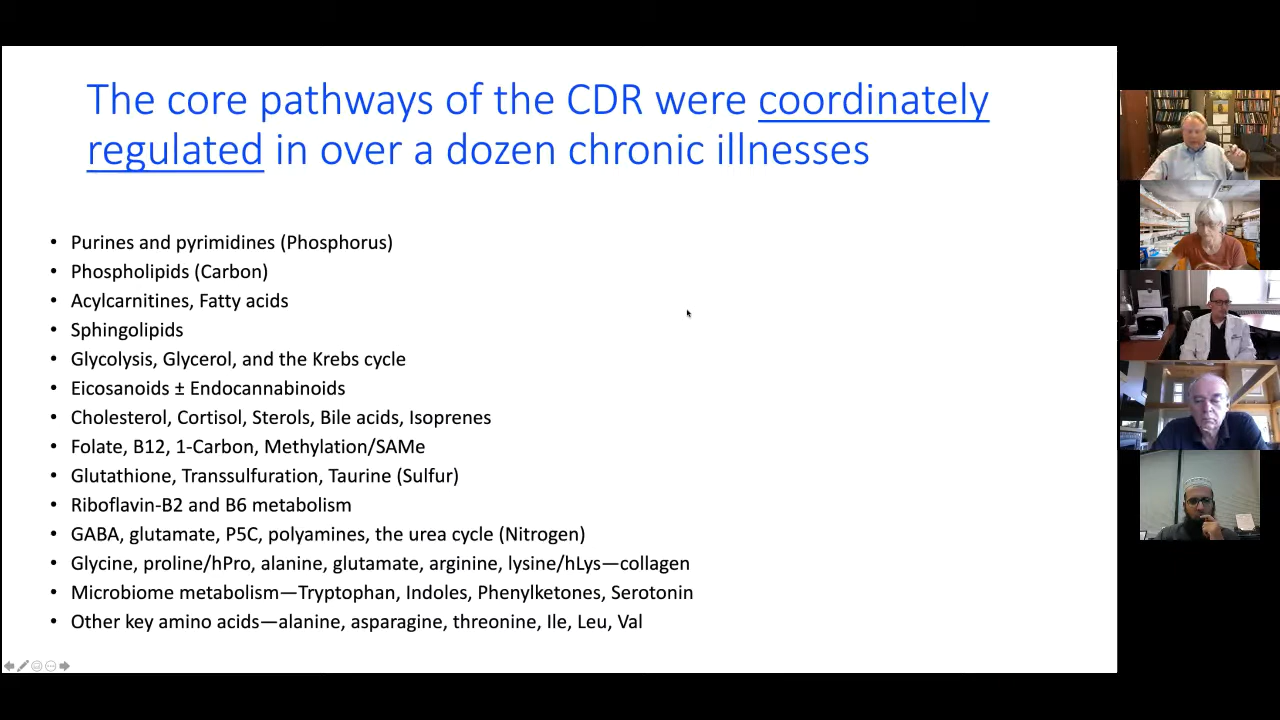 The core pathways of the CDR were coordinately
regulated in over a dozen chronic illnesses
• Purines and pyrimidines (Phosphorus)
• Phospholipids (Carbon)
• Acylcarnitines, Fatty acids
• Sphingolipids
• Glycolysis, Glycerol, and the Krebs cycle
• Eicosanoids ± Endocannabinoids
• Cholesterol, Cortisol, Sterols, Bile acids, Isoprenes
• Folate, B12, 1-Carbon, Methylation/SAMe
• Glutathione, Transsulfuration, Taurine (Sulfur)
• Riboflavin-B2 and B6 metabolism
• GABA, glutamate, P5C, polyamines, the urea cycle (Nitrogen)
• Glycine, proline/hPro, alanine, glutamate, arginine, lysine/hLys—collagen
• Microbiome metabolism—Tryptophan, Indoles, Phenylketones, Serotonin
• Other key amino acids—alanine, asparagine, threonine, Ile, Leu, Val